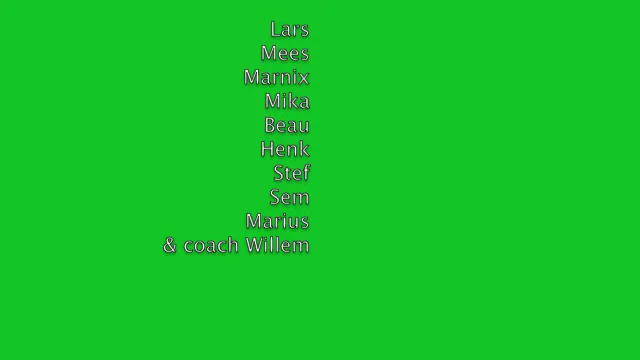 Lars
Mees
Marnix
Mika
Beau
Henk
Stef
Sem
Marius
& coach Willem